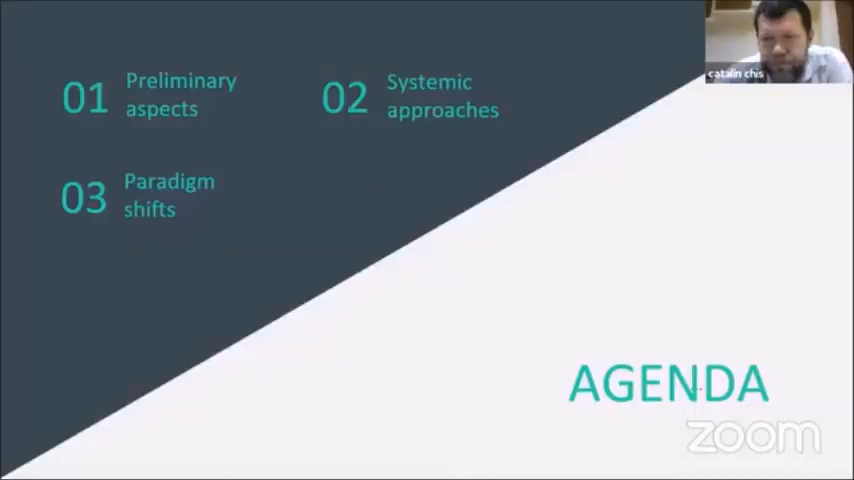 catalin chis
01 Preliminary
aspects
02 Systemic
approaches
03 Paradigm
shifts
AGENDA
zoom